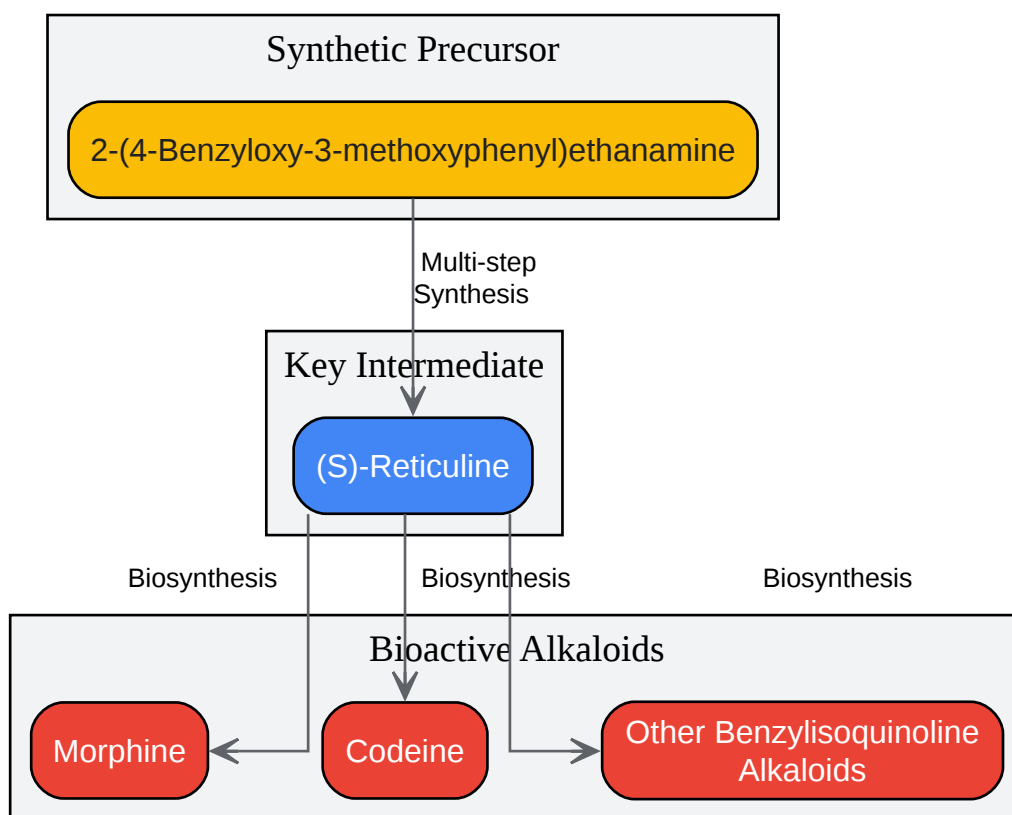 Synthetic Precursor
2-(4-Benzyloxy-3-methoxyphenyl)ethanamine
Multi-step
Synthesis
Key Intermediate
(S)-Reticuline
Biosynthesis
Biosynthesis
Biosynthesis
Bioactive Alkaloids
Morphine
Codeine
Other Benzylisoquinoline
Alkaloids